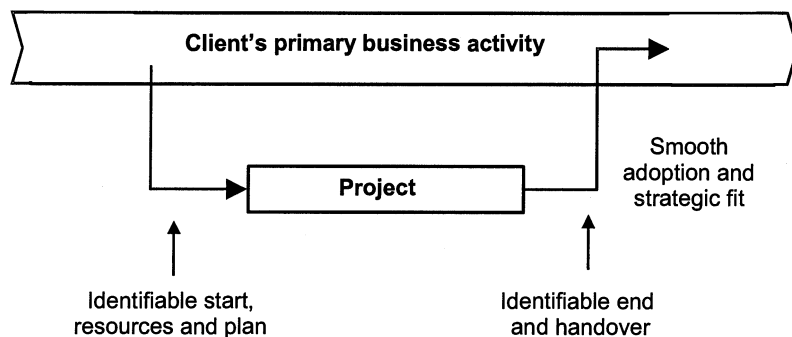 Client's primary business activity
Smooth
adoption and
strategic fit
Project
Identifiable start,
resources and plan
Identifiable end
and handover